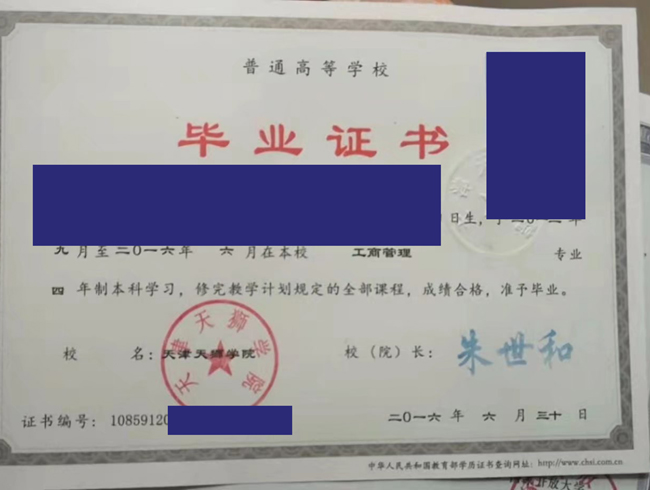 普通高等学校
毕业证书
日生，于二〇一二年
九月至二〇一六年 六月在本校 工商管理 专业
四 年制本科学习，修完教学计划规定的全部课程，成绩合格，准予毕业。
校 名：天津天狮学院 校（院）长：朱世和
天津天狮学院
证书编号：10859120 二〇一六 年 六 月 三十 日
中华人民共和国教育部学历证书查询网址：http://www.chsi.com.cn